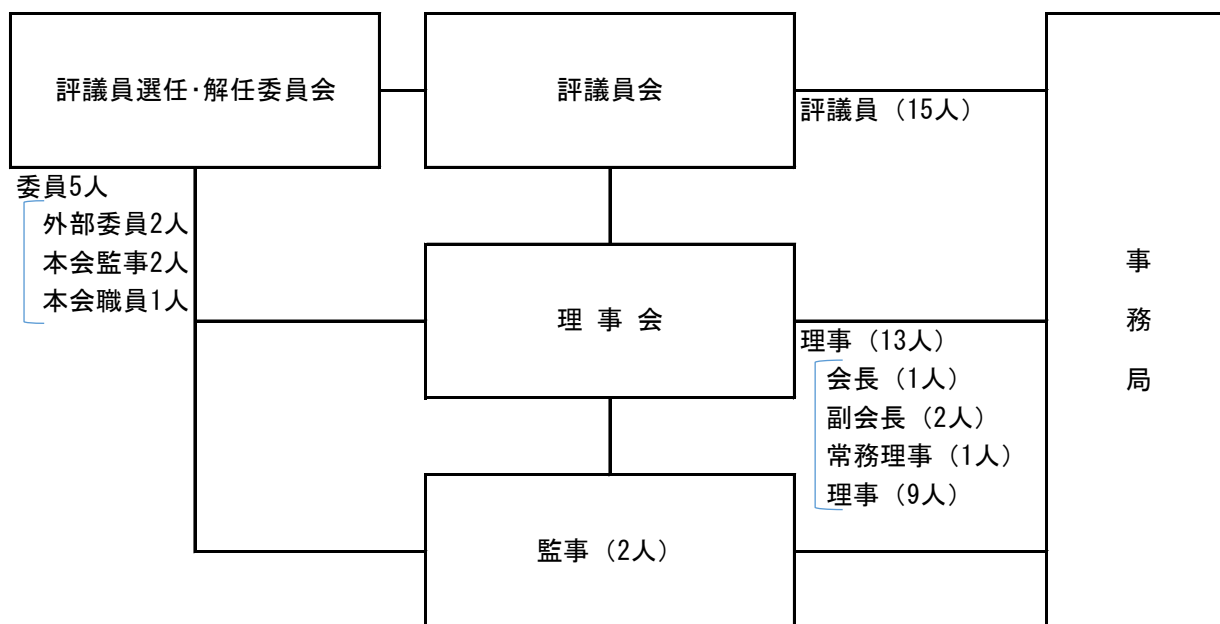 評議員選任・解任委員会
評議員会
評議員（15人）
委員5人
外部委員2人
本会監事2人
本会職員1人
理事会
理事（13人）
会長（1人）
副会長（2人）
常務理事（1人）
理事（9人）
監事（2人）
事務局